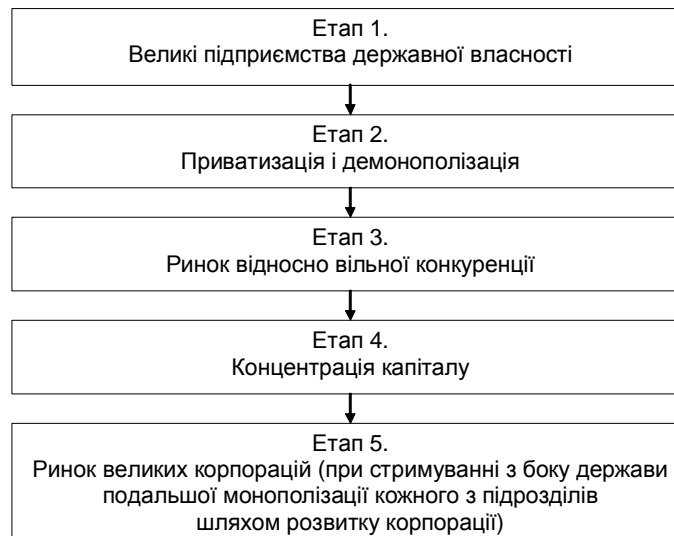 Етап 1.
Великі підприємства державної власності
Етап 2.
Приватизація і демонополізація
Етап 3.
Ринок відносно вільної конкуренції
Етап 4.
Концентрація капіталу
Етап 5.
Ринок великих корпорацій (при стримуванні з боку держави
подальшої монополізації кожного з підрозділів
шляхом розвитку корпорації)